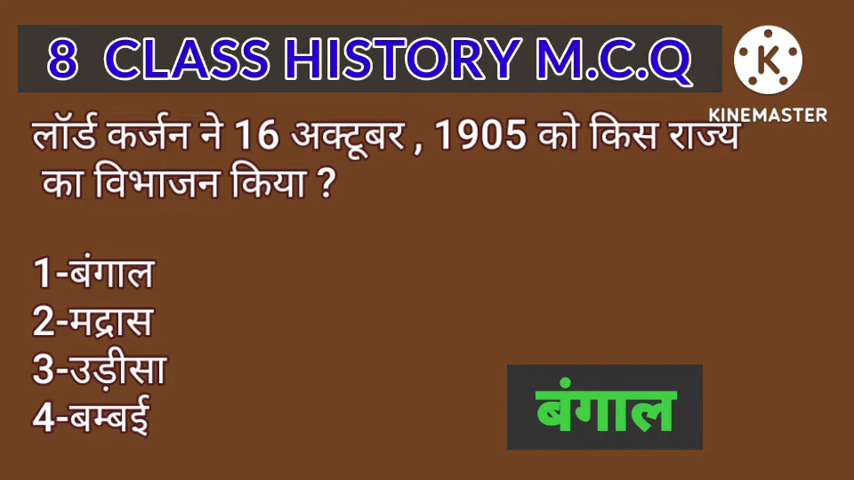 8 CLASS HISTORY M.C.Q
K
KINEMASTER
लॉर्ड कर्जन ने 16 अक्टूबर , 1905 को किस राज्य
का विभाजन किया ?
1-बंगाल
2-मद्रास
3-उड़ीसा
4-बम्बई
बंगाल